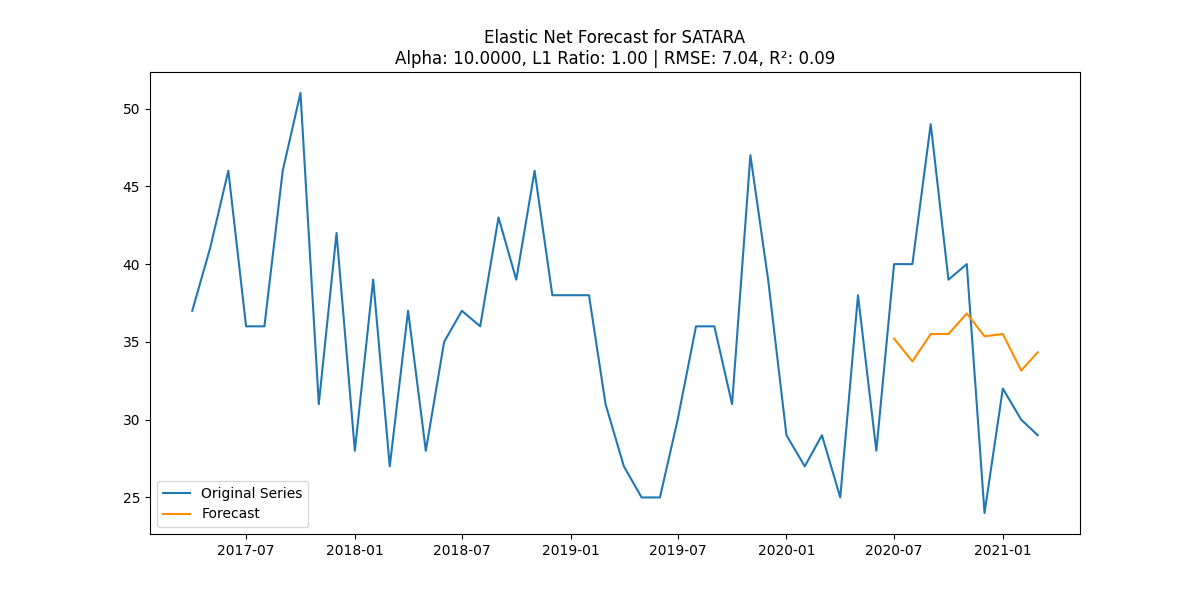 Elastic Net Forecast for SATARA
Alpha: 10.0000, L1 Ratio: 1.00 | RMSE: 7.04, R²: 0.09
50
45
40
35
30
25
Original Series
Forecast
2017-07 2018-01 2018-07 2019-01 2019-07 2020-01 2020-07 2021-01